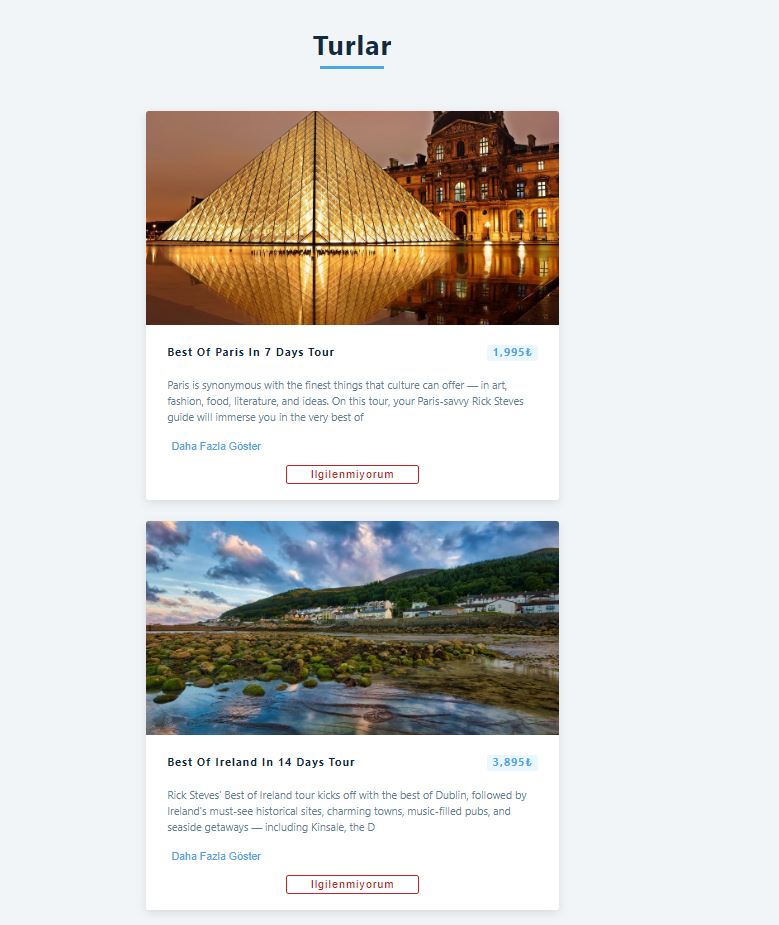 Turlar
Best Of Paris In 7 Days Tour 1,995₺
Paris is synonymous with the finest things that culture can offer — in art,
fashion, food, literature, and ideas. On this tour, your Paris-savvy Rick Steves
guide will immerse you in the very best of
Daha Fazla Göster
Ilgilenmiyorum
Best Of Ireland In 14 Days Tour 3,895₺
Rick Steves' Best of Ireland tour kicks off with the best of Dublin, followed by
Ireland's must-see historical sites, charming towns, music-filled pubs, and
seaside getaways — including Kinsale, the D
Daha Fazla Göster
Ilgilenmiyorum